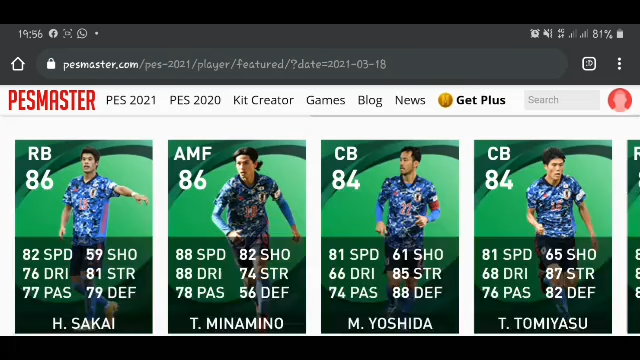 19:56 81%
pesmaster.com/pes-2021/player/featured/?date=2021-03-18
PESMASTER PES 2021 PES 2020 Kit Creator Games Blog News Get Plus Search
RB
86
82 SPD 59 SHO
76 DRI 81 STR
77 PAS 79 DEF
H. SAKAI
AMF
86
88 SPD 82 SHO
88 DRI 74 STR
78 PAS 56 DEF
T. MINAMINO
CB
84
81 SPD 61 SHO
66 DRI 85 STR
74 PAS 88 DEF
M. YOSHIDA
CB
84
81 SPD 65 SHO
68 DRI 87 STR
76 PAS 82 DEF
T. TOMIYASU